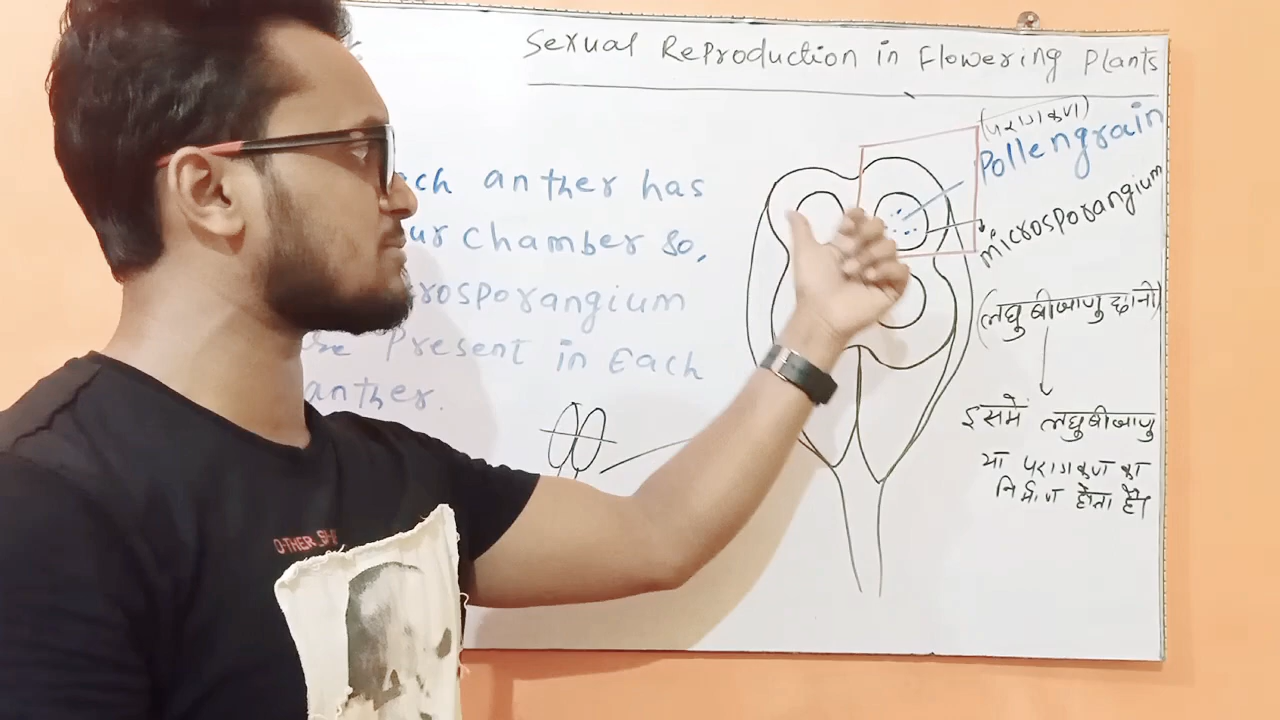 Sexual Reproduction in Flowering Plants
ch anther has
ur chamber so,
rosporangium
Present in Each
anther.
(परागकण)
Pollengrain
microsporangium
(लघुबीजाणुधानी)
इसमें लघुबीजाणु
या परागकण का
निर्माण होता है।
O-THER